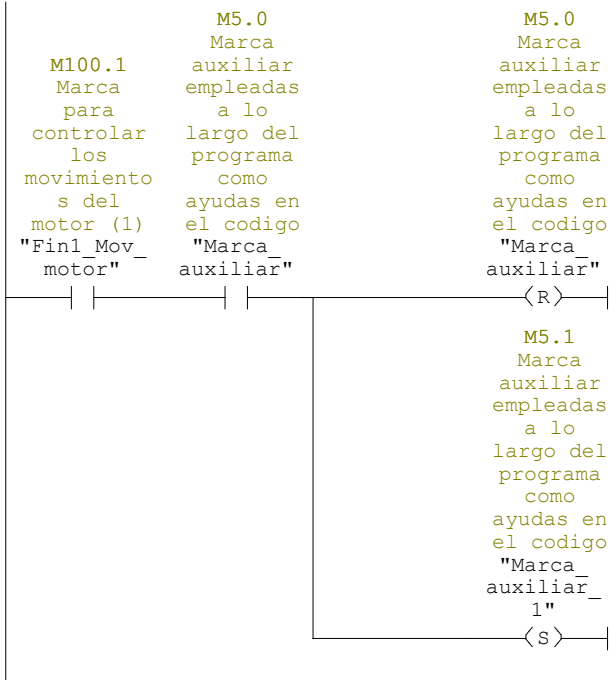 M100.1
Marca
para
controlar
los
movimiento
s del
motor (1)
"Fin1_Mov_
motor"
M5.0
Marca
auxiliar
empleadas
a lo
largo del
programa
como
ayudas en
el codigo
"Marca_
auxiliar"
M5.0
Marca
auxiliar
empleadas
a lo
largo del
programa
como
ayudas en
el codigo
"Marca_
auxiliar"
R
M5.1
Marca
auxiliar
empleadas
a lo
largo del
programa
como
ayudas en
el codigo
"Marca_
auxiliar_
1"
S